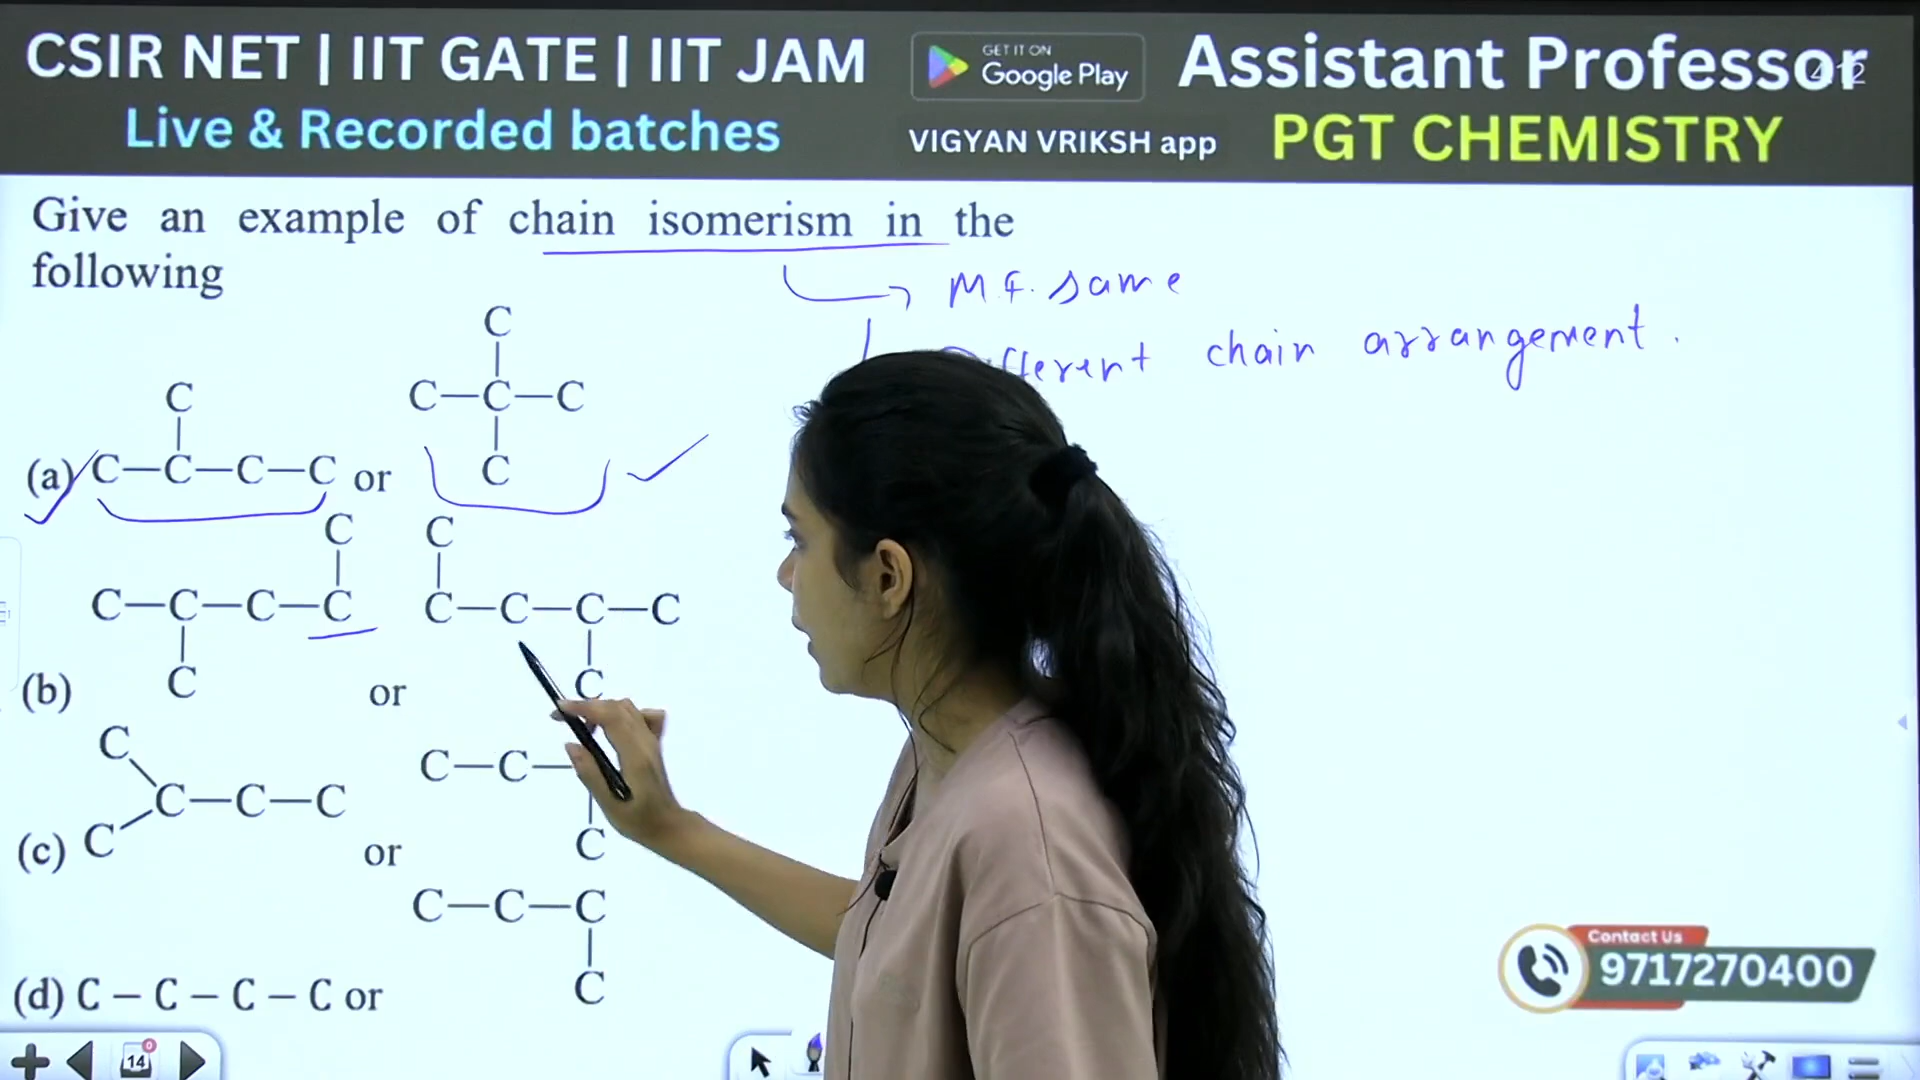 CSIR NET | IIT GATE | IIT JAM
Live & Recorded batches
GET IT ON
Google Play
VIGYAN VRIKSH app
Assistant Professor
PGT CHEMISTRY
Give an example of chain isomerism in the
following
M.F. same
chain arrangement.
C
C
C—C—C
C
(a) C—C—C—C or
C
C
C
C—C—C—C
C—C—C—C
C
C
(b)
or
C
C—C—
C—C—C
C
(c)
or
C
C—C—C
C
(d) C – C – C – C or
Contact Us
9717270400
14
0